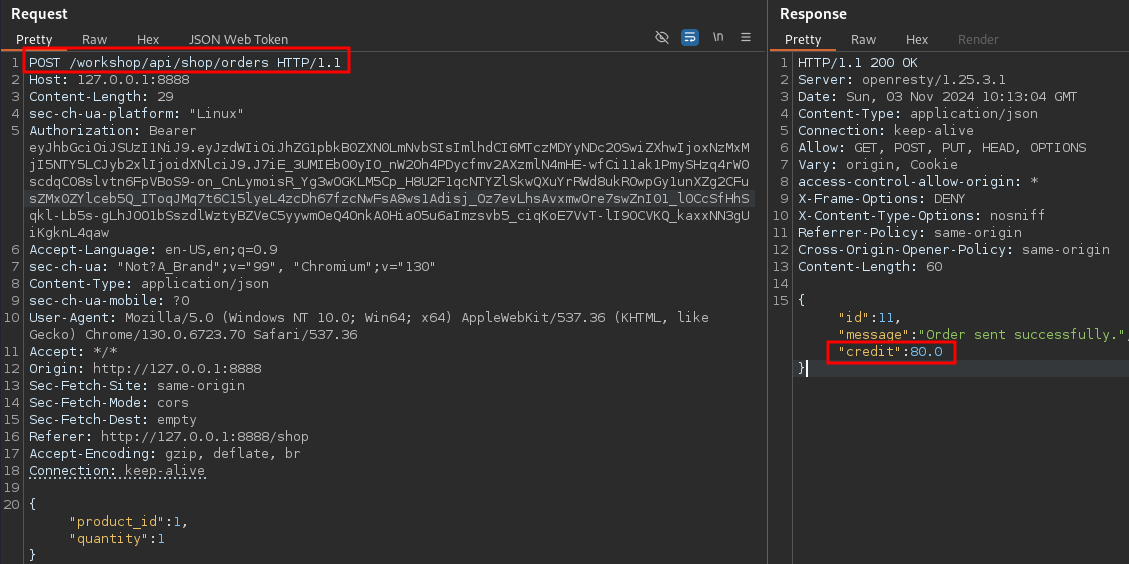 Request
Pretty Raw Hex JSON Web Token
\n
1 POST /workshop/api/shop/orders HTTP/1.1
2 Host: 127.0.0.1:8888
3 Content-Length: 29
4 sec-ch-ua-platform: "Linux"
5 Authorization: Bearer
eyJhbGciOiJSUzI1NiJ9.eyJzdWIiOiJhZG1pbkB0ZXN0LmNvbSIsImlhdCI6MTczMDYyNDc2OSwiZXhwIjoxNzMxMj
iKgknL4qaw
6 Accept-Language: en-US,en;q=0.9
7 sec-ch-ua: "Not?A_Brand";v="99", "Chromium";v="130"
8 Content-Type: application/json
9 sec-ch-ua-mobile: ?0
10 User-Agent: Mozilla/5.0 (Windows NT 10.0; Win64; x64) AppleWebKit/537.36 (KHTML, like
Gecko) Chrome/130.0.6723.70 Safari/537.36
11 Accept: */*
12 Origin: http://127.0.0.1:8888
13 Sec-Fetch-Site: same-origin
14 Sec-Fetch-Mode: cors
15 Sec-Fetch-Dest: empty
16 Referer: http://127.0.0.1:8888/shop
17 Accept-Encoding: gzip, deflate, br
18 Connection: keep-alive
19
20 {
"product_id":1,
"quantity":1
}
Response
Pretty Raw Hex Render
1 HTTP/1.1 200 OK
2 Server: openresty/1.25.3.1
3 Date: Sun, 03 Nov 2024 10:13:04 GMT
4 Content-Type: application/json
5 Connection: keep-alive
6 Allow: GET, POST, PUT, HEAD, OPTIONS
7 Vary: origin, Cookie
8 access-control-allow-origin: *
9 X-Frame-Options: DENY
10 X-Content-Type-Options: nosniff
11 Referrer-Policy: same-origin
12 Cross-Origin-Opener-Policy: same-origin
13 Content-Length: 60
14
15 {
"id":11,
"message":"Order sent successfully.",
"credit":80.0
}